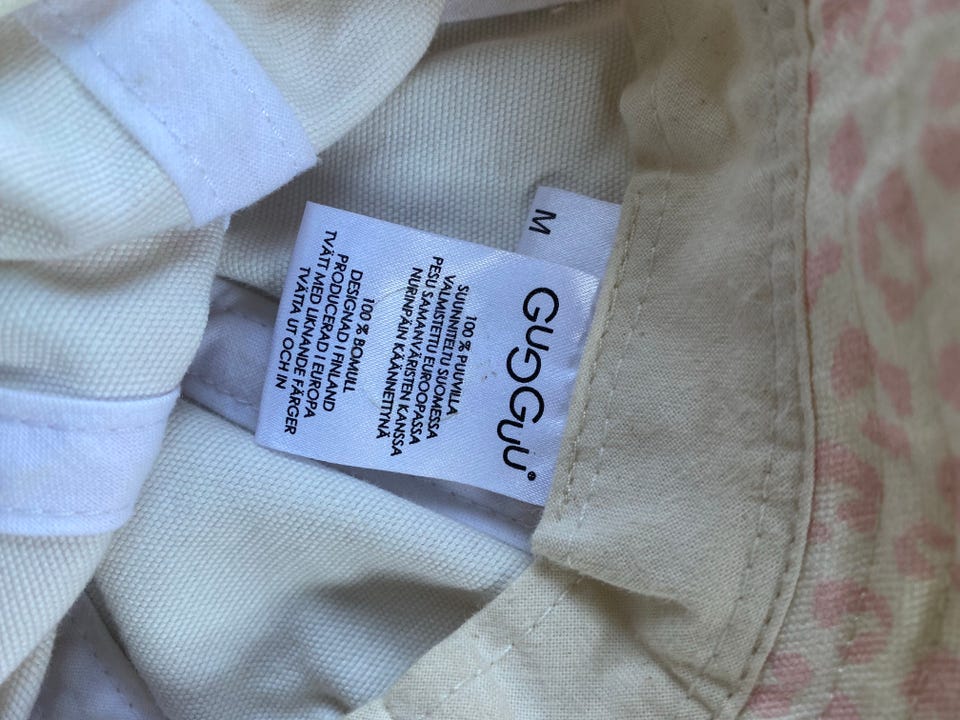 M
GUGGUU®
100 % PUUVILLA
SUUNNITELTU SUOMESSA
VALMISTETTU EUROOPASSA
PESU SAMANVÄRISTEN KANSSA
NURINPÄIN KÄÄNNETTYNÄ
100 % BOMULL
DESIGNAD I FINLAND
PRODUCERAD I EUROPA
TVÄTT MED LIKNANDE FÄRGER
TVÄTTA UT OCH IN